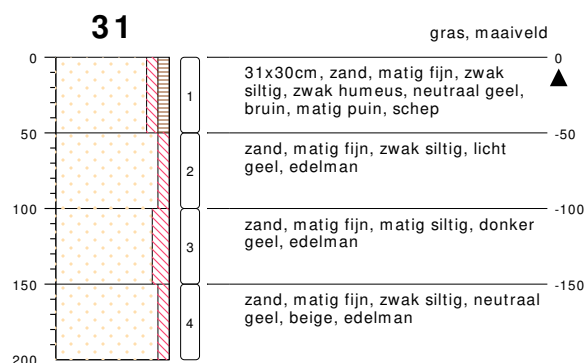 31
gras, maaiveld
0
0
31x30cm, zand, matig fijn, zwak
siltig, zwak humeus, neutraal geel,
bruin, matig puin, schep
1
50
-50
zand, matig fijn, zwak siltig, licht
geel, edelman
2
100
-100
zand, matig fijn, matig siltig, donker
geel, edelman
3
150
-150
zand, matig fijn, zwak siltig, neutraal
geel, beige, edelman
4
200